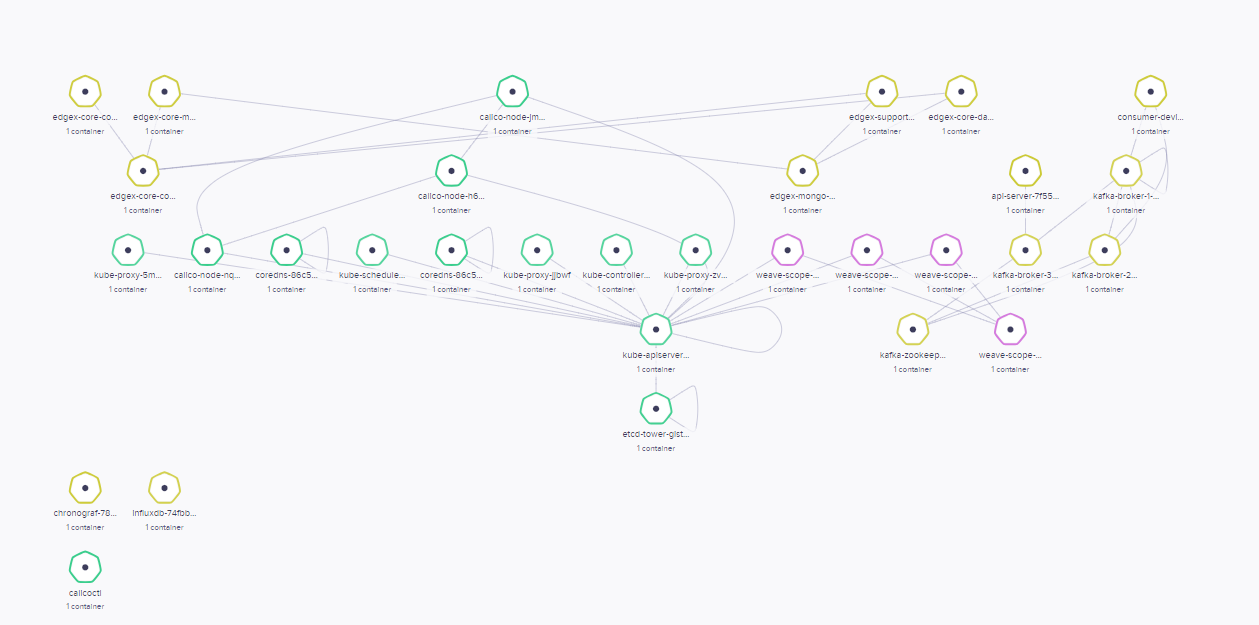 edgex-core-co...
1 container
edgex-core-m...
1 container
calico-node-jm...
1 container
edgex-support...
1 container
edgex-core-da...
1 container
consumer-devi...
1 container
edgex-core-co...
1 container
calico-node-h6...
1 container
edgex-mongo-...
1 container
api-server-7f55...
1 container
kafka-broker-1-...
1 container
kube-proxy-5m...
1 container
calico-node-nq...
1 container
coredns-86c5...
1 container
kube-schedule...
1 container
coredns-86c5...
1 container
kube-proxy-jjbwf
1 container
kube-controller...
1 container
kube-proxy-zv...
1 container
weave-scope-...
1 container
weave-scope-...
1 container
weave-scope-...
1 container
kafka-broker-3...
1 container
kafka-broker-2...
1 container
kube-apiserver...
1 container
kafka-zookeep...
1 container
weave-scope-...
1 container
etcd-tower-gist...
1 container
chronograf-78...
1 container
influxdb-74fbb...
1 container
calicoctl
1 container